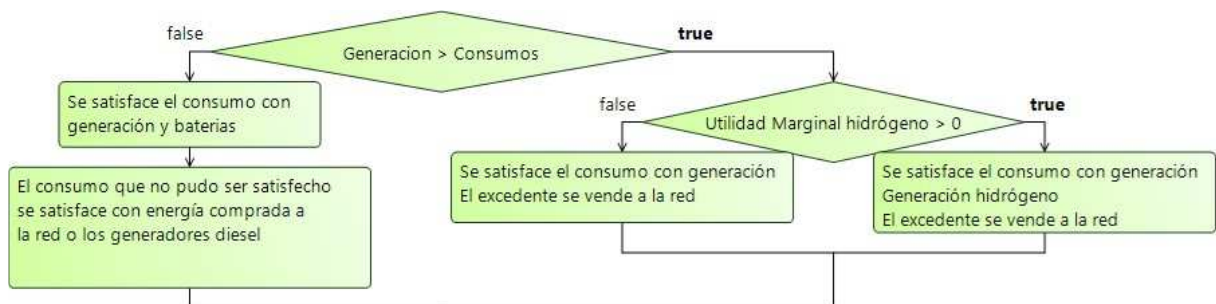 false
Generacion > Consumos
true
Se satisface el consumo con
generación y baterias
El consumo que no pudo ser satisfecho
se satisface con energía comprada a
la red o los generadores diesel
false
Utilidad Marginal hidrógeno > 0
true
Se satisface el consumo con generación
El excedente se vende a la red
Se satisface el consumo con generación
Generación hidrógeno
El excedente se vende a la red